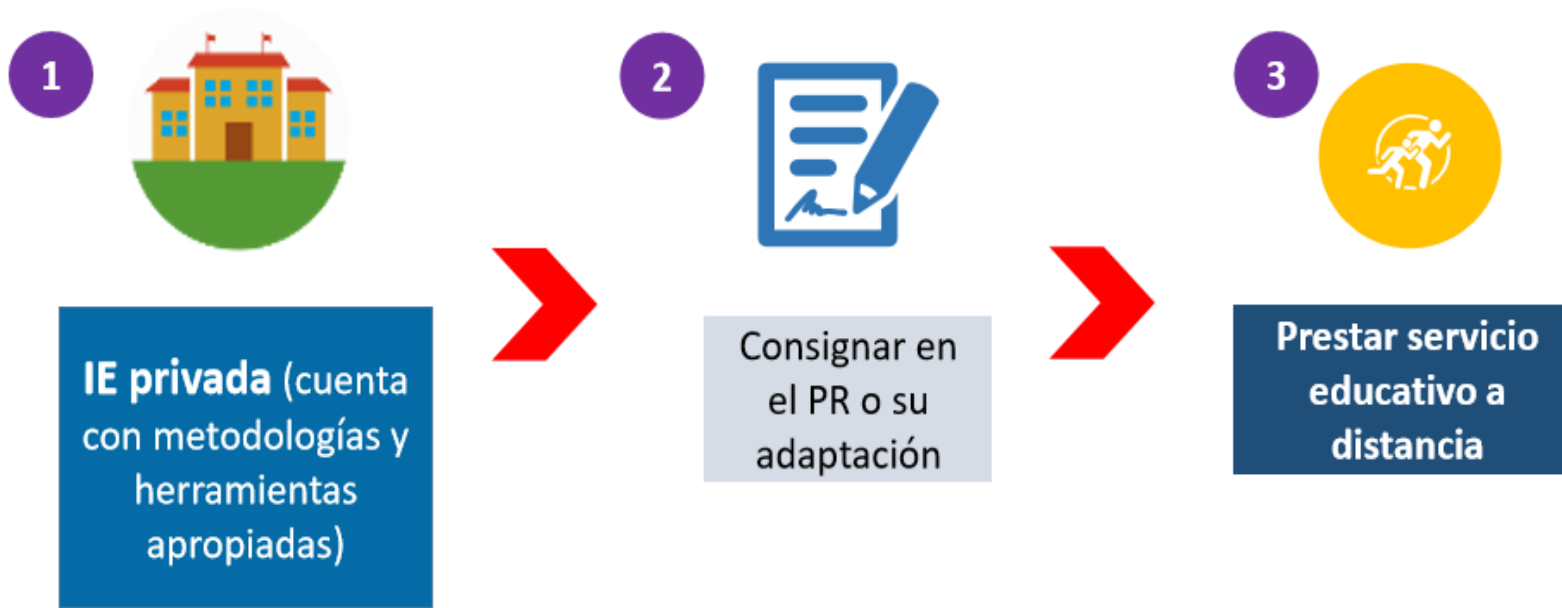 1
IE privada (cuenta
con metodologías y
herramientas
apropiadas)
2
Consignar en
el PR o su
adaptación
3
Prestar servicio
educativo a
distancia